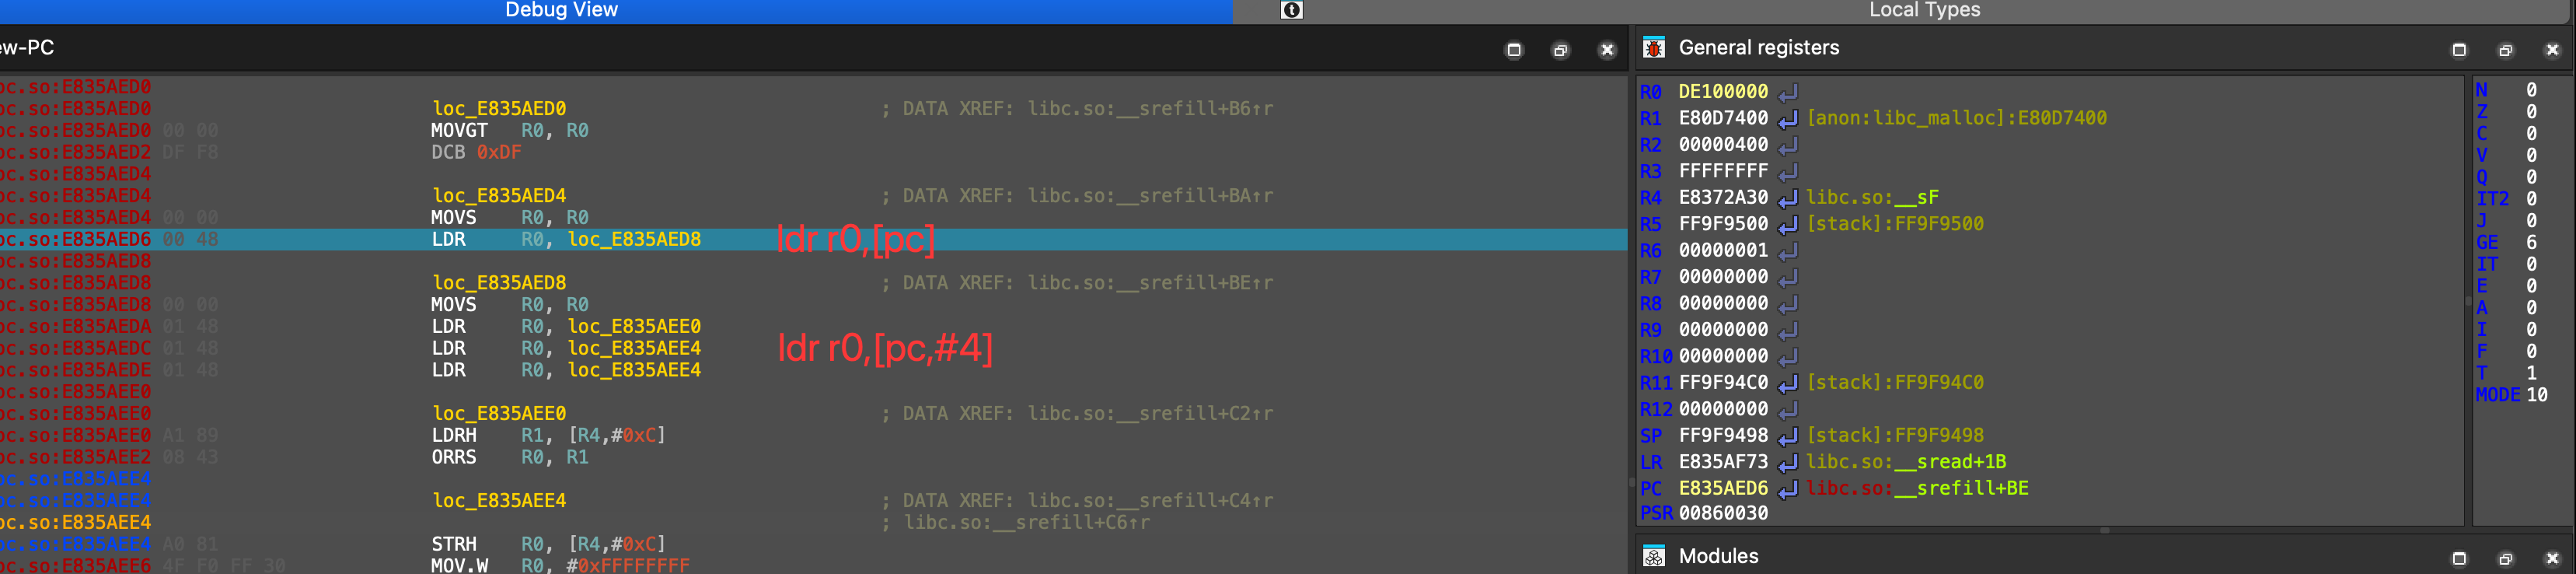 Debug View
Local Types
ew-PC
General registers
oc.so:E835AED0
oc.so:E835AED0 loc_E835AED0 ; DATA XREF: libc.so:__srefill+B6↑r
oc.so:E835AED0 00 00 MOVGT R0, R0
oc.so:E835AED2 DF F8 DCB 0xDF
oc.so:E835AED4
oc.so:E835AED4 loc_E835AED4 ; DATA XREF: libc.so:__srefill+BA↑r
oc.so:E835AED4 00 00 MOVS R0, R0
oc.so:E835AED6 00 48 LDR R0, loc_E835AED8 ldr r0,[pc]
oc.so:E835AED8
oc.so:E835AED8 loc_E835AED8 ; DATA XREF: libc.so:__srefill+BE↑r
oc.so:E835AED8 00 00 MOVS R0, R0
oc.so:E835AEDA 01 48 LDR R0, loc_E835AEE0
oc.so:E835AEDC 01 48 LDR R0, loc_E835AEE4 ldr r0,[pc,#4]
oc.so:E835AEDE 01 48 LDR R0, loc_E835AEE4
oc.so:E835AEE0
oc.so:E835AEE0 loc_E835AEE0 ; DATA XREF: libc.so:__srefill+C2↑r
oc.so:E835AEE0 A1 89 LDRH R1, [R4,#0xC]
oc.so:E835AEE2 08 43 ORRS R0, R1
oc.so:E835AEE4
oc.so:E835AEE4 loc_E835AEE4 ; DATA XREF: libc.so:__srefill+C4↑r
oc.so:E835AEE4 ; libc.so:__srefill+C6↑r
oc.so:E835AEE4 A0 81 STRH R0, [R4,#0xC]
oc.so:E835AEE6 4F F0 FF 30 MOV.W R0, #0xFFFFFFFF
R0 DE100000
R1 E80D7400 [anon:libc_malloc]:E80D7400
R2 00000400
R3 FFFFFFFF
R4 E8372A30 libc.so:__sF
R5 FF9F9500 [stack]:FF9F9500
R6 00000001
R7 00000000
R8 00000000
R9 00000000
R10 00000000
R11 FF9F94C0 [stack]:FF9F94C0
R12 00000000
SP FF9F9498 [stack]:FF9F9498
LR E835AF73 libc.so:__sread+1B
PC E835AED6 libc.so:__srefill+BE
PSR 00860030
N 0
Z 0
C 0
V 0
Q 0
IT2 0
J 0
GE 6
IT 0
E 0
A 0
I 0
F 0
T 1
MODE 10
Modules